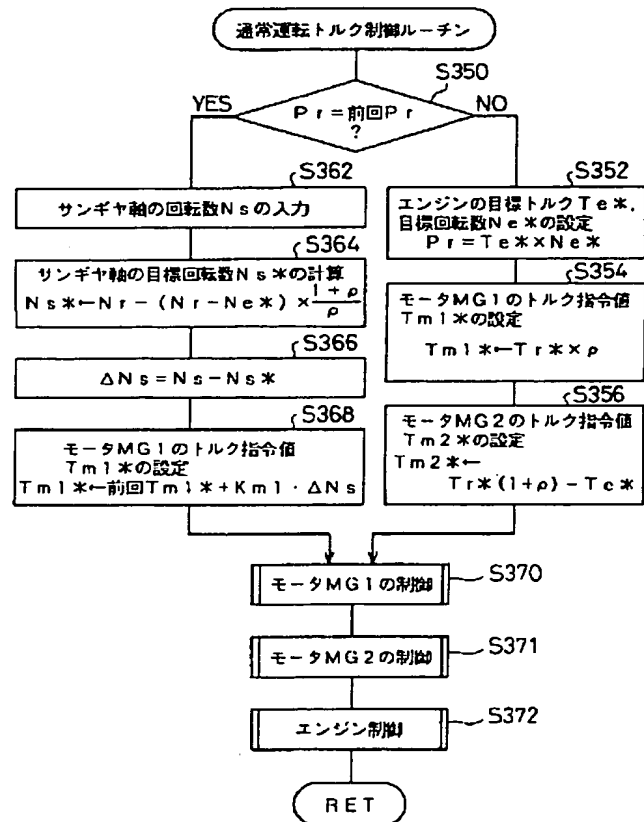 通常運転トルク制御ルーチン
S350
YES
Pr=前回Pr
?
NO
S362
サンギヤ軸の回転数Nsの入力
S364
サンギヤ軸の目標回転数Ns*の計算
Ns*←Nr-(Nr-Ne*)×(1+ρ)/ρ
S366
ΔNs=Ns-Ns*
S368
モータMG1のトルク指令値
Tm1*の設定
Tm1*←前回Tm1*+Km1・ΔNs
S352
エンジンの目標トルクTe*,
目標回転数Ne*の設定
Pr=Te*×Ne*
S354
モータMG1のトルク指令値
Tm1*の設定
Tm1*←Tr*×ρ
S356
モータMG2のトルク指令値
Tm2*の設定
Tm2*←
Tr*(1+ρ)-Te*
モータMG1の制御
S370
モータMG2の制御
S371
エンジン制御
S372
RET